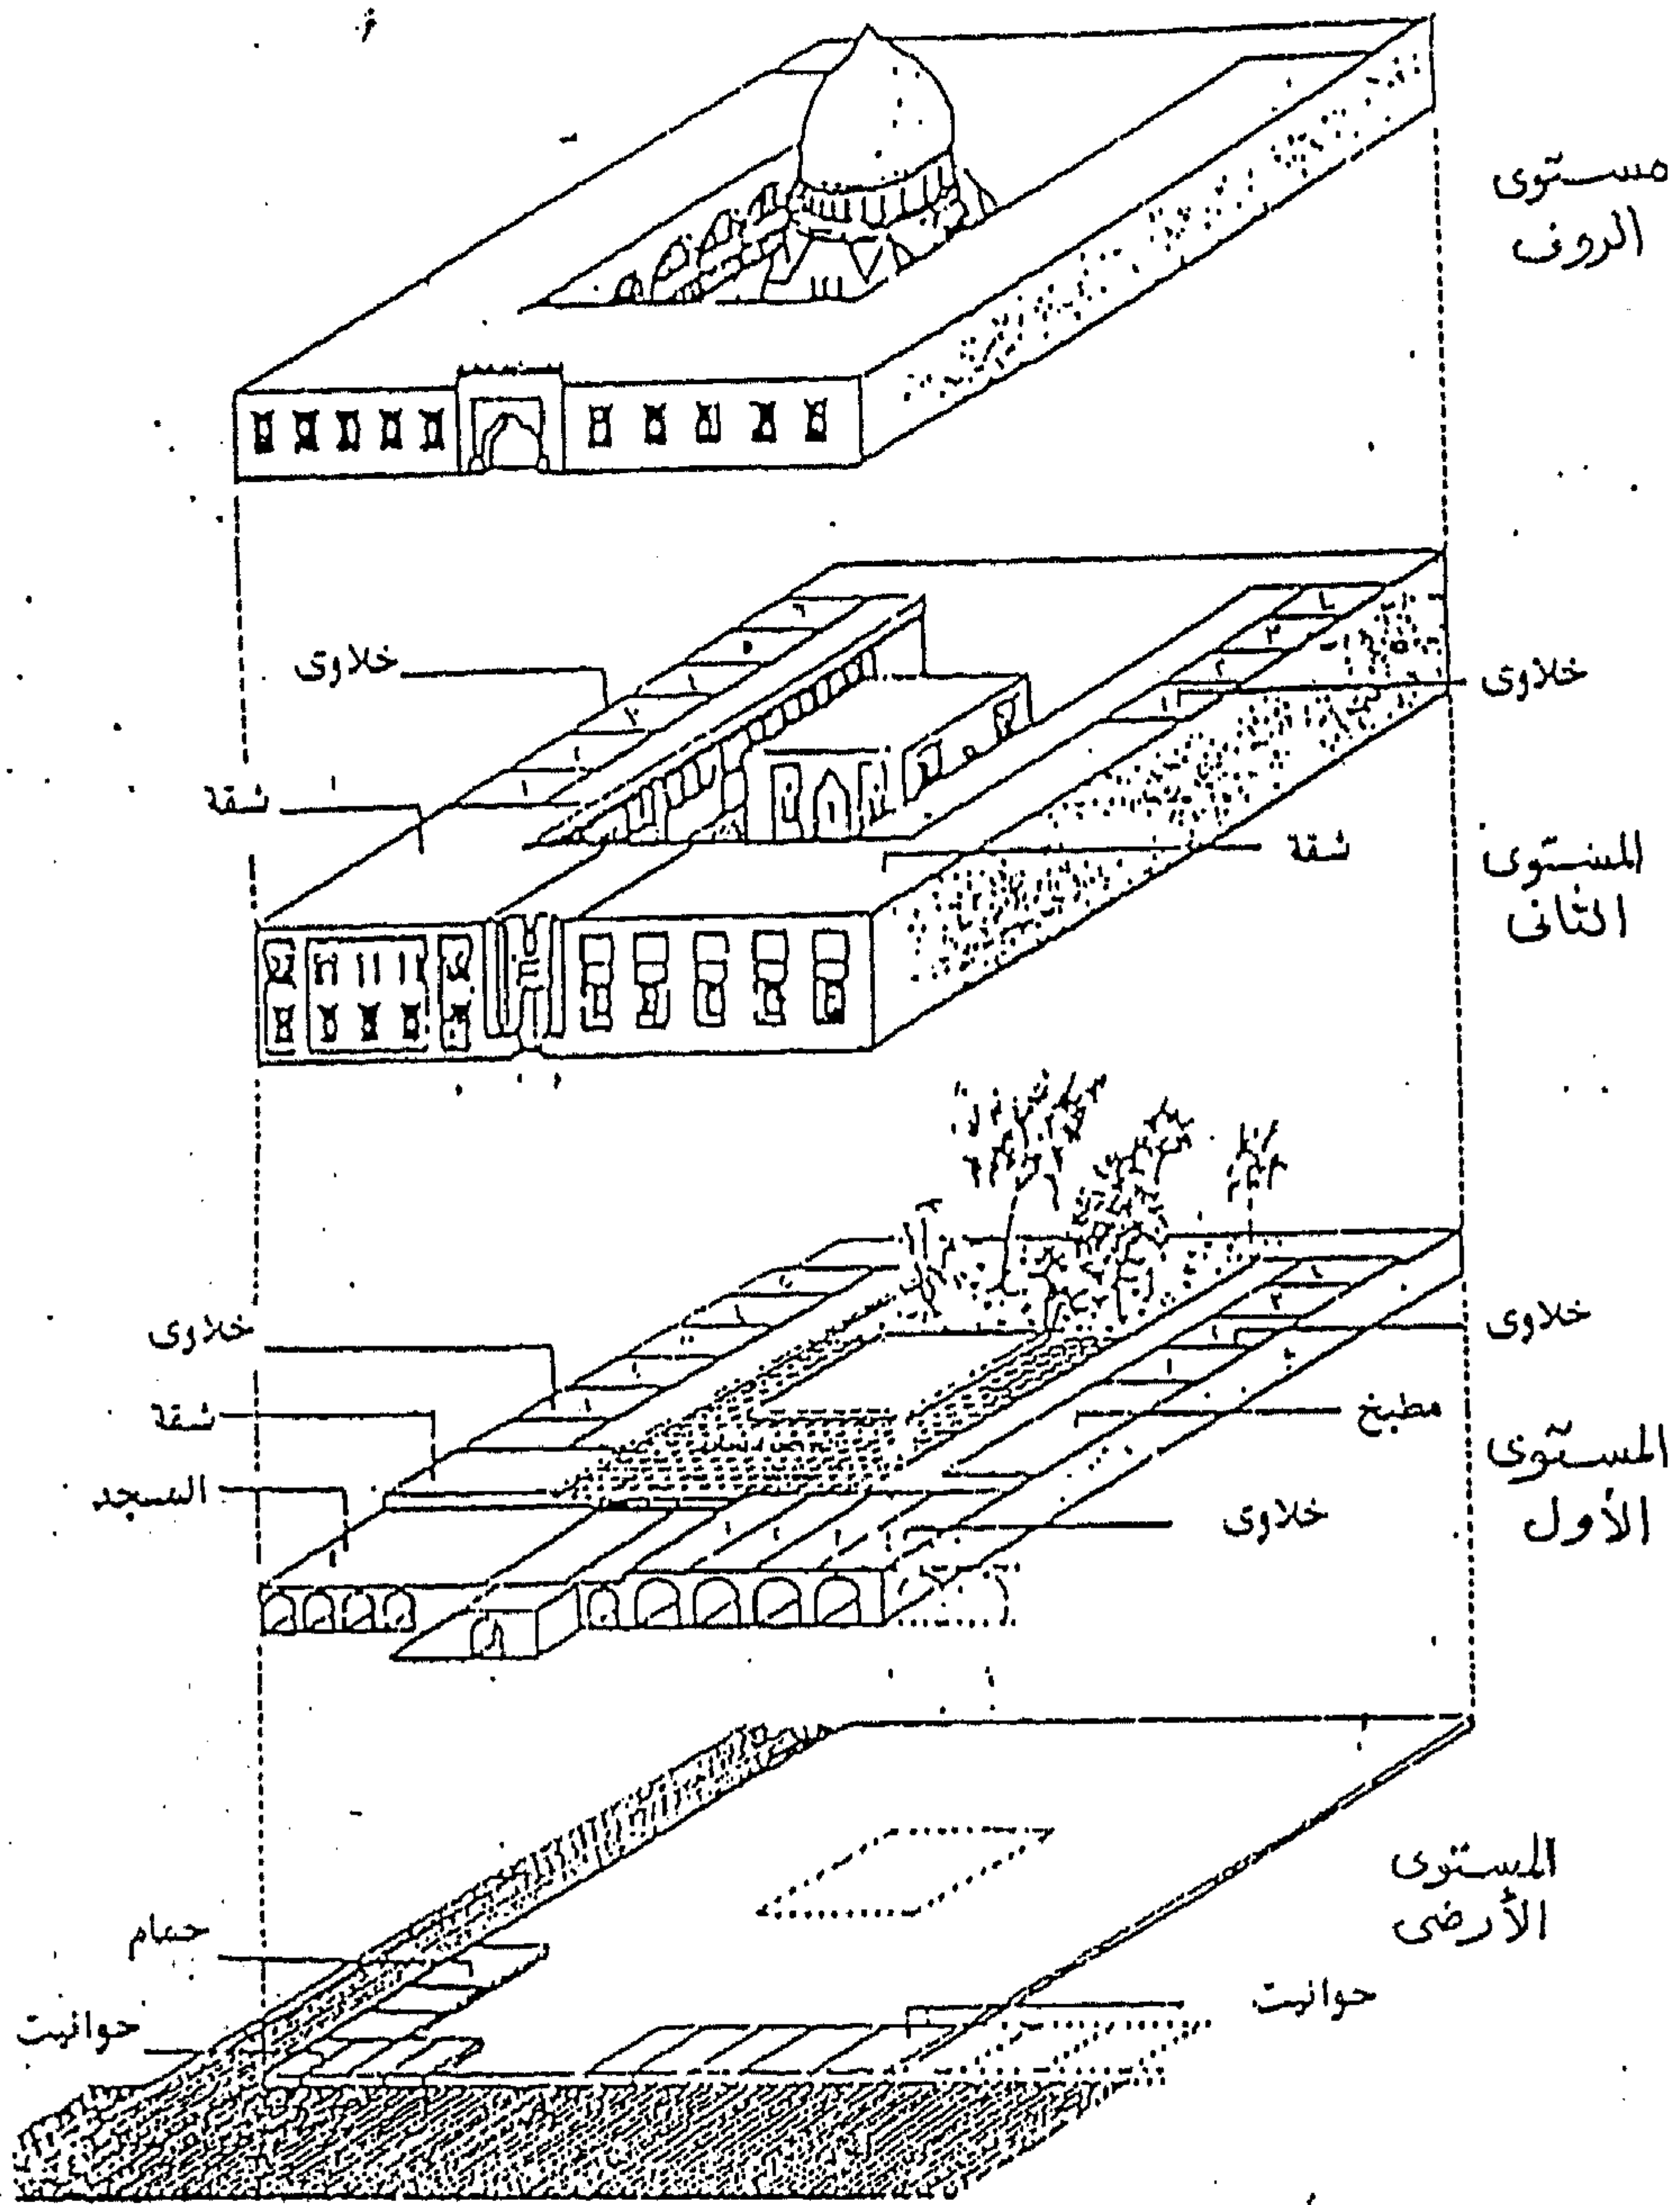 مستوى
الروف
خلاوى
خلاوى
شقة
شقة
المستوى
الثانى
خلاوى
خلاوى
شقة
مطبخ
المسجد
المستوى
الأول
خلاوى
المستوى
الأرضى
حمام
حوانيت
حوانيت